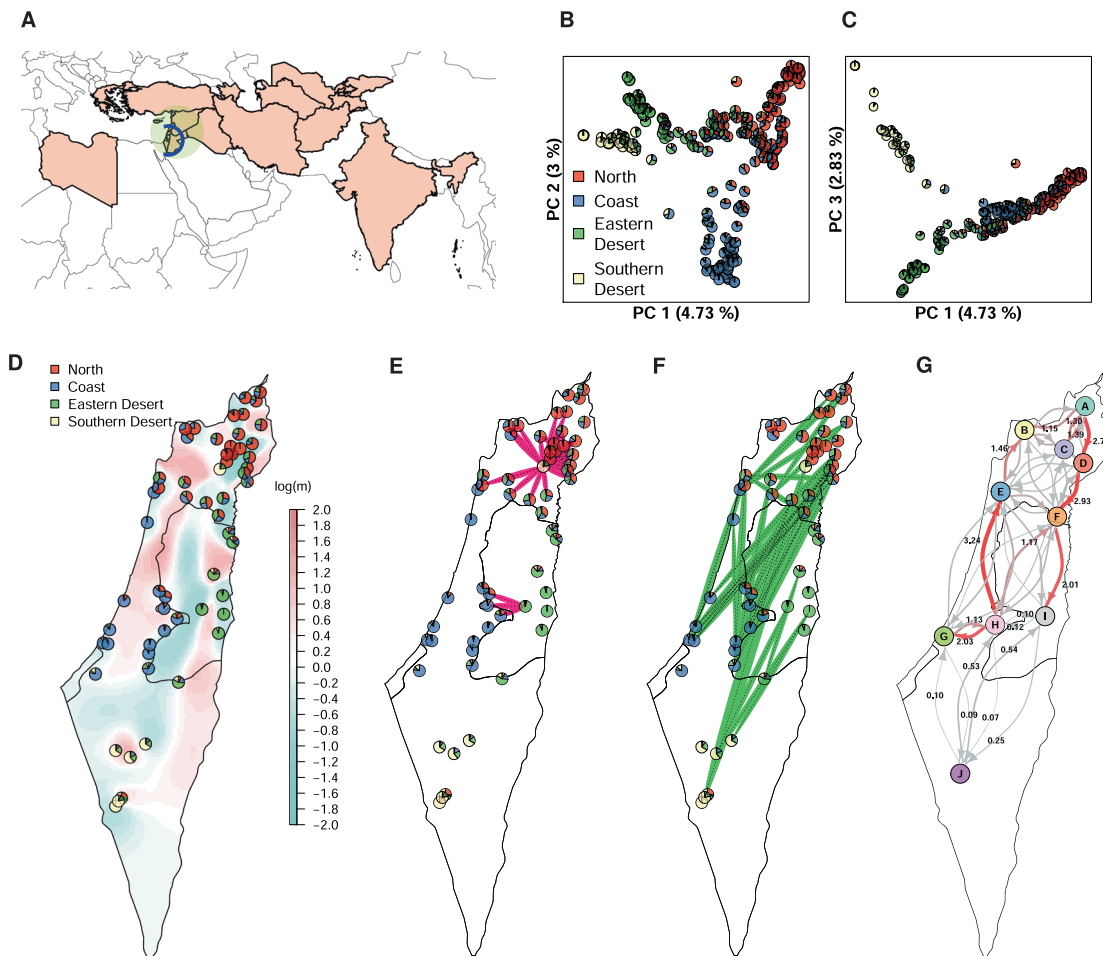 A
B
C
PC 2 (3 %)
North
Coast
Eastern
Desert
Southern
Desert
PC 1 (4.73 %)
PC 3 (2.83 %)
PC 1 (4.73 %)
D
North
Coast
Eastern Desert
Southern Desert
log(m)
2.0
1.8
1.6
1.4
1.2
1.0
0.8
0.6
0.4
0.2
0.0
−0.2
−0.4
−0.6
−0.8
−1.0
−1.2
−1.4
−1.6
−1.8
−2.0
E
F
G
A
B
1.15
1.30
1.39
2.7
C
1.46
D
E
2.93
F
3.24
1.17
2.01
0.10
I
1.13
H
0.12
G
2.03
0.54
0.53
0.10
0.09
0.07
0.25
J